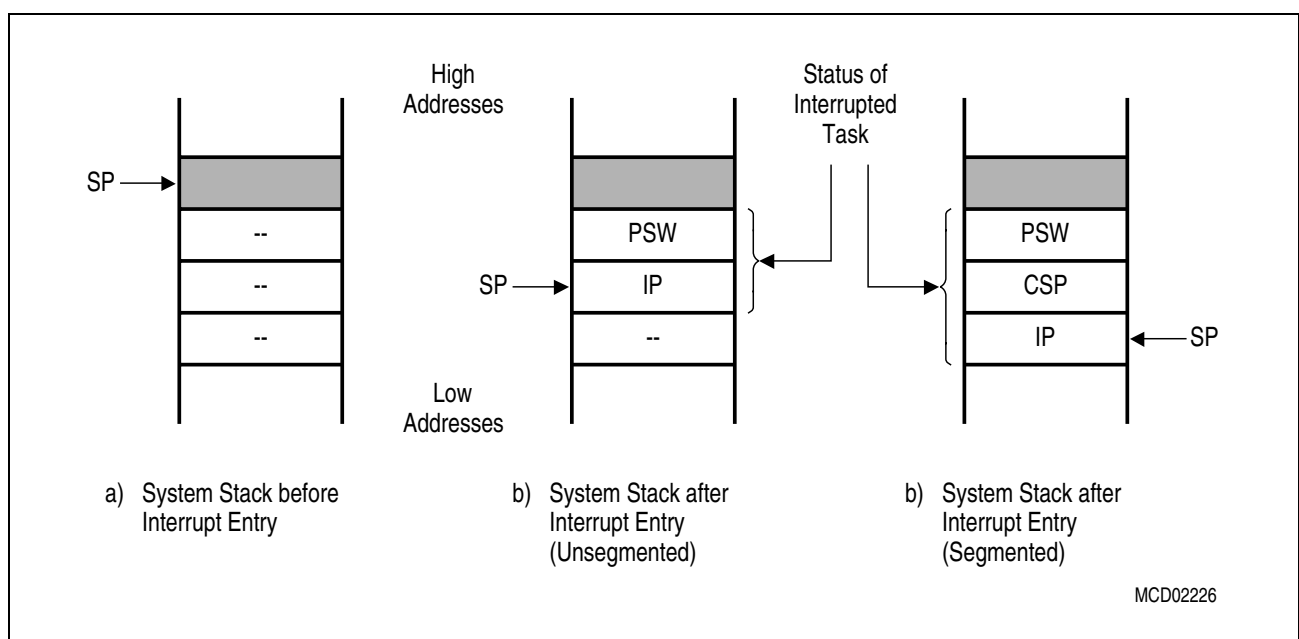 High
Addresses
Status of
Interrupted
Task
SP
--
--
--
PSW
SP
IP
--
PSW
CSP
IP
SP
Low
Addresses
a) System Stack before
Interrupt Entry
b) System Stack after
Interrupt Entry
(Unsegmented)
b) System Stack after
Interrupt Entry
(Segmented)
MCD02226